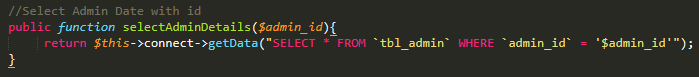 //Select Admin Date with id
public function selectAdminDetails($admin_id){
return $this->connect->getData("SELECT * FROM `tbl_admin` WHERE `admin_id` = '$admin_id'");
}